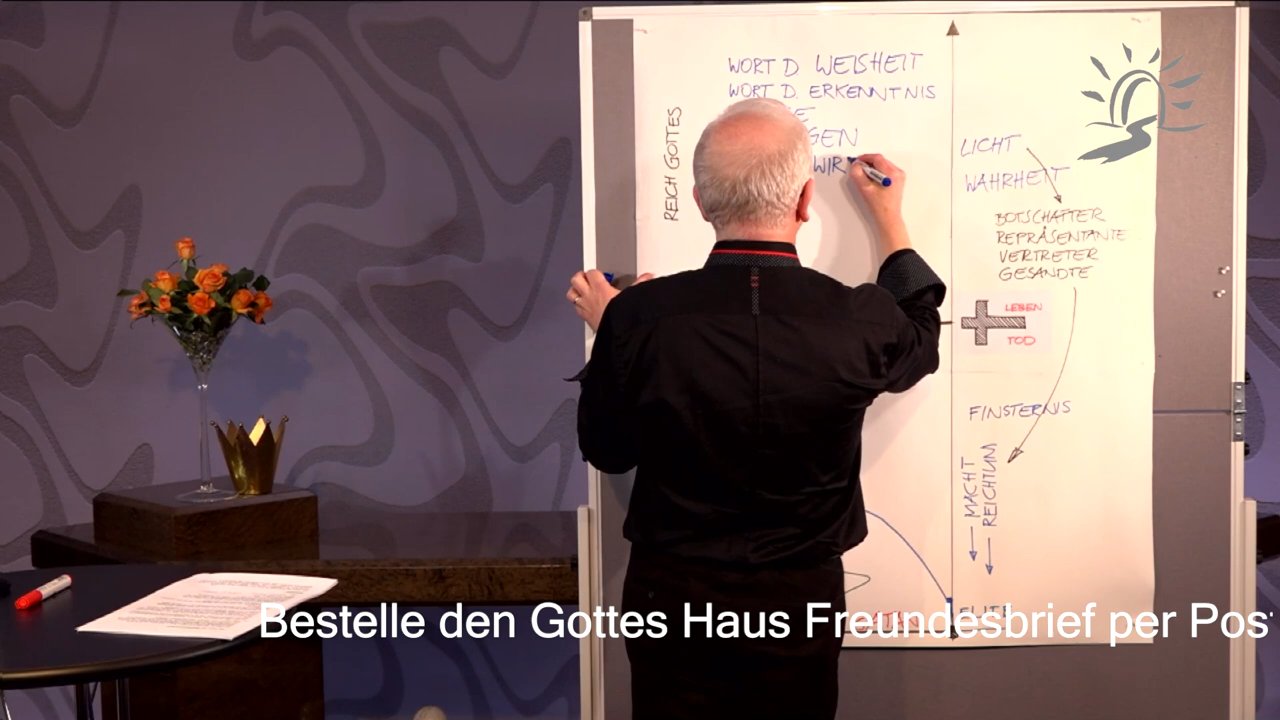 WORT D WEISHEIT
WORT D. ERKENNTNIS
WIR
REICH GOTTES
LICHT
WAHRHEIT
BOTSCHAFTER
REPRÄSENTANTE
VERTRETER
GESANDTE
LEBEN
TOD
FINSTERNIS
MACHT
REICHTUM
ELITE
Bestelle den Gottes Haus Freundesbrief per Pos